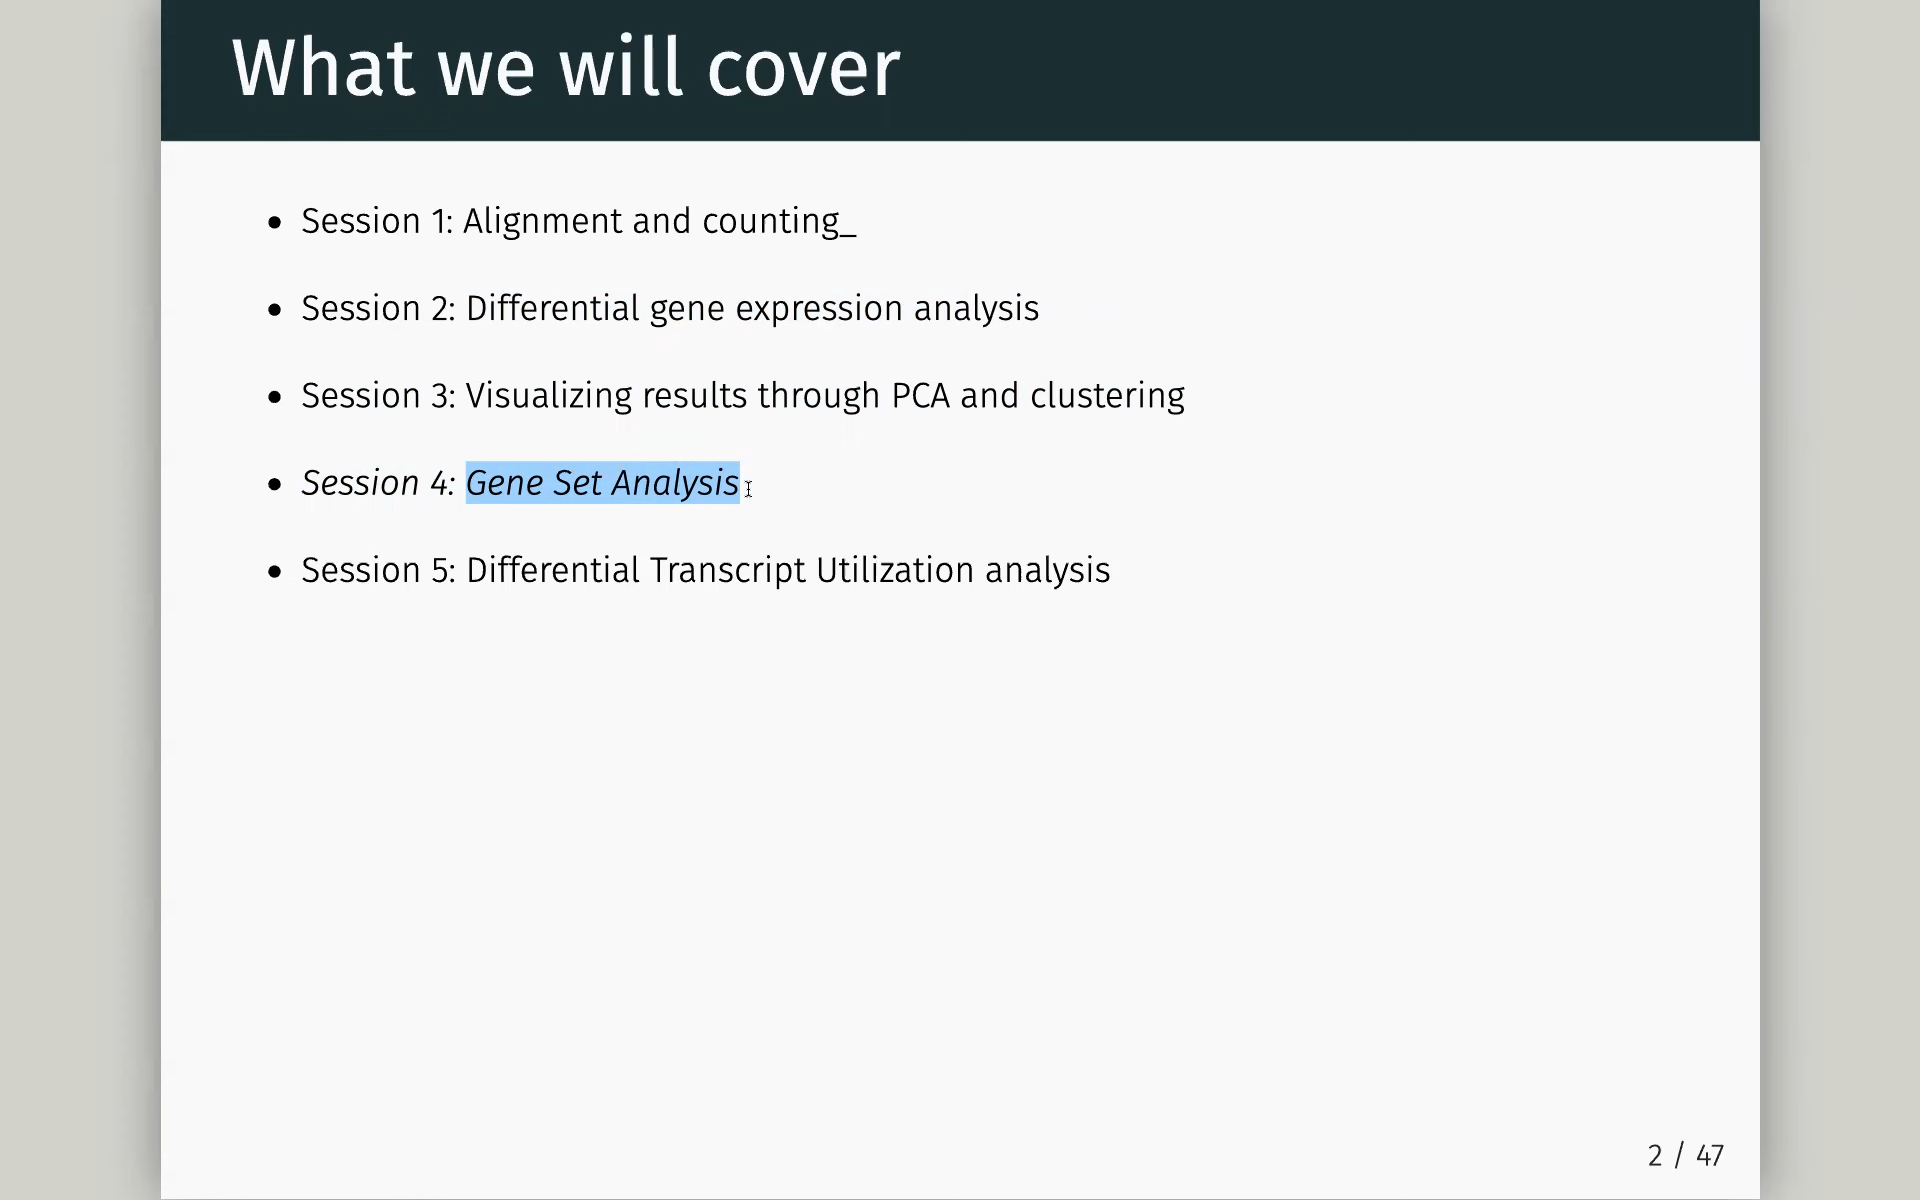 What we will cover
• Session 1: Alignment and counting_
• Session 2: Differential gene expression analysis
• Session 3: Visualizing results through PCA and clustering
• Session 4: Gene Set Analysis
• Session 5: Differential Transcript Utilization analysis
2 / 47